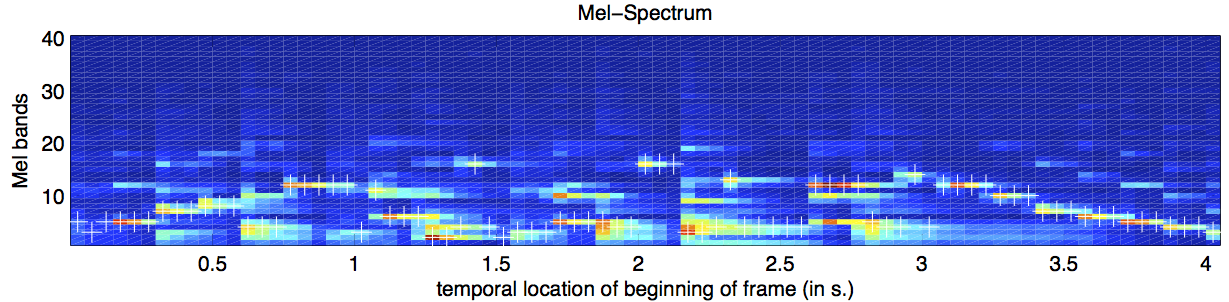 Mel−Spectrum
40
30
20
10
Mel bands
0.5 1 1.5 2 2.5 3 3.5 4
temporal location of beginning of frame (in s.)